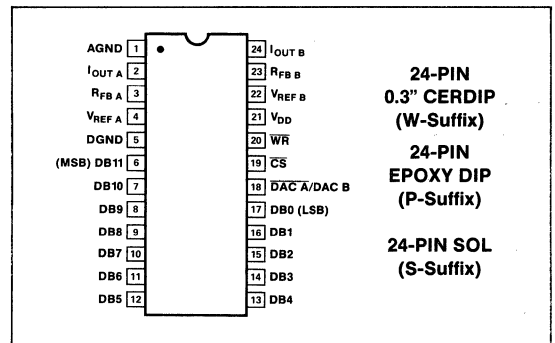 AGND 1 24 IOUT B
IOUT A 2 23 RFB B
RFB A 3 22 VREF B
VREF A 4 21 VDD
DGND 5 20 WR
(MSB) DB11 6 19 CS
DB10 7 18 DAC A/DAC B
DB9 8 17 DB0 (LSB)
DB8 9 16 DB1
DB7 10 15 DB2
DB6 11 14 DB3
DB5 12 13 DB4
24-PIN
0.3" CERDIP
(W-Suffix)
24-PIN
EPOXY DIP
(P-Suffix)
24-PIN SOL
(S-Suffix)